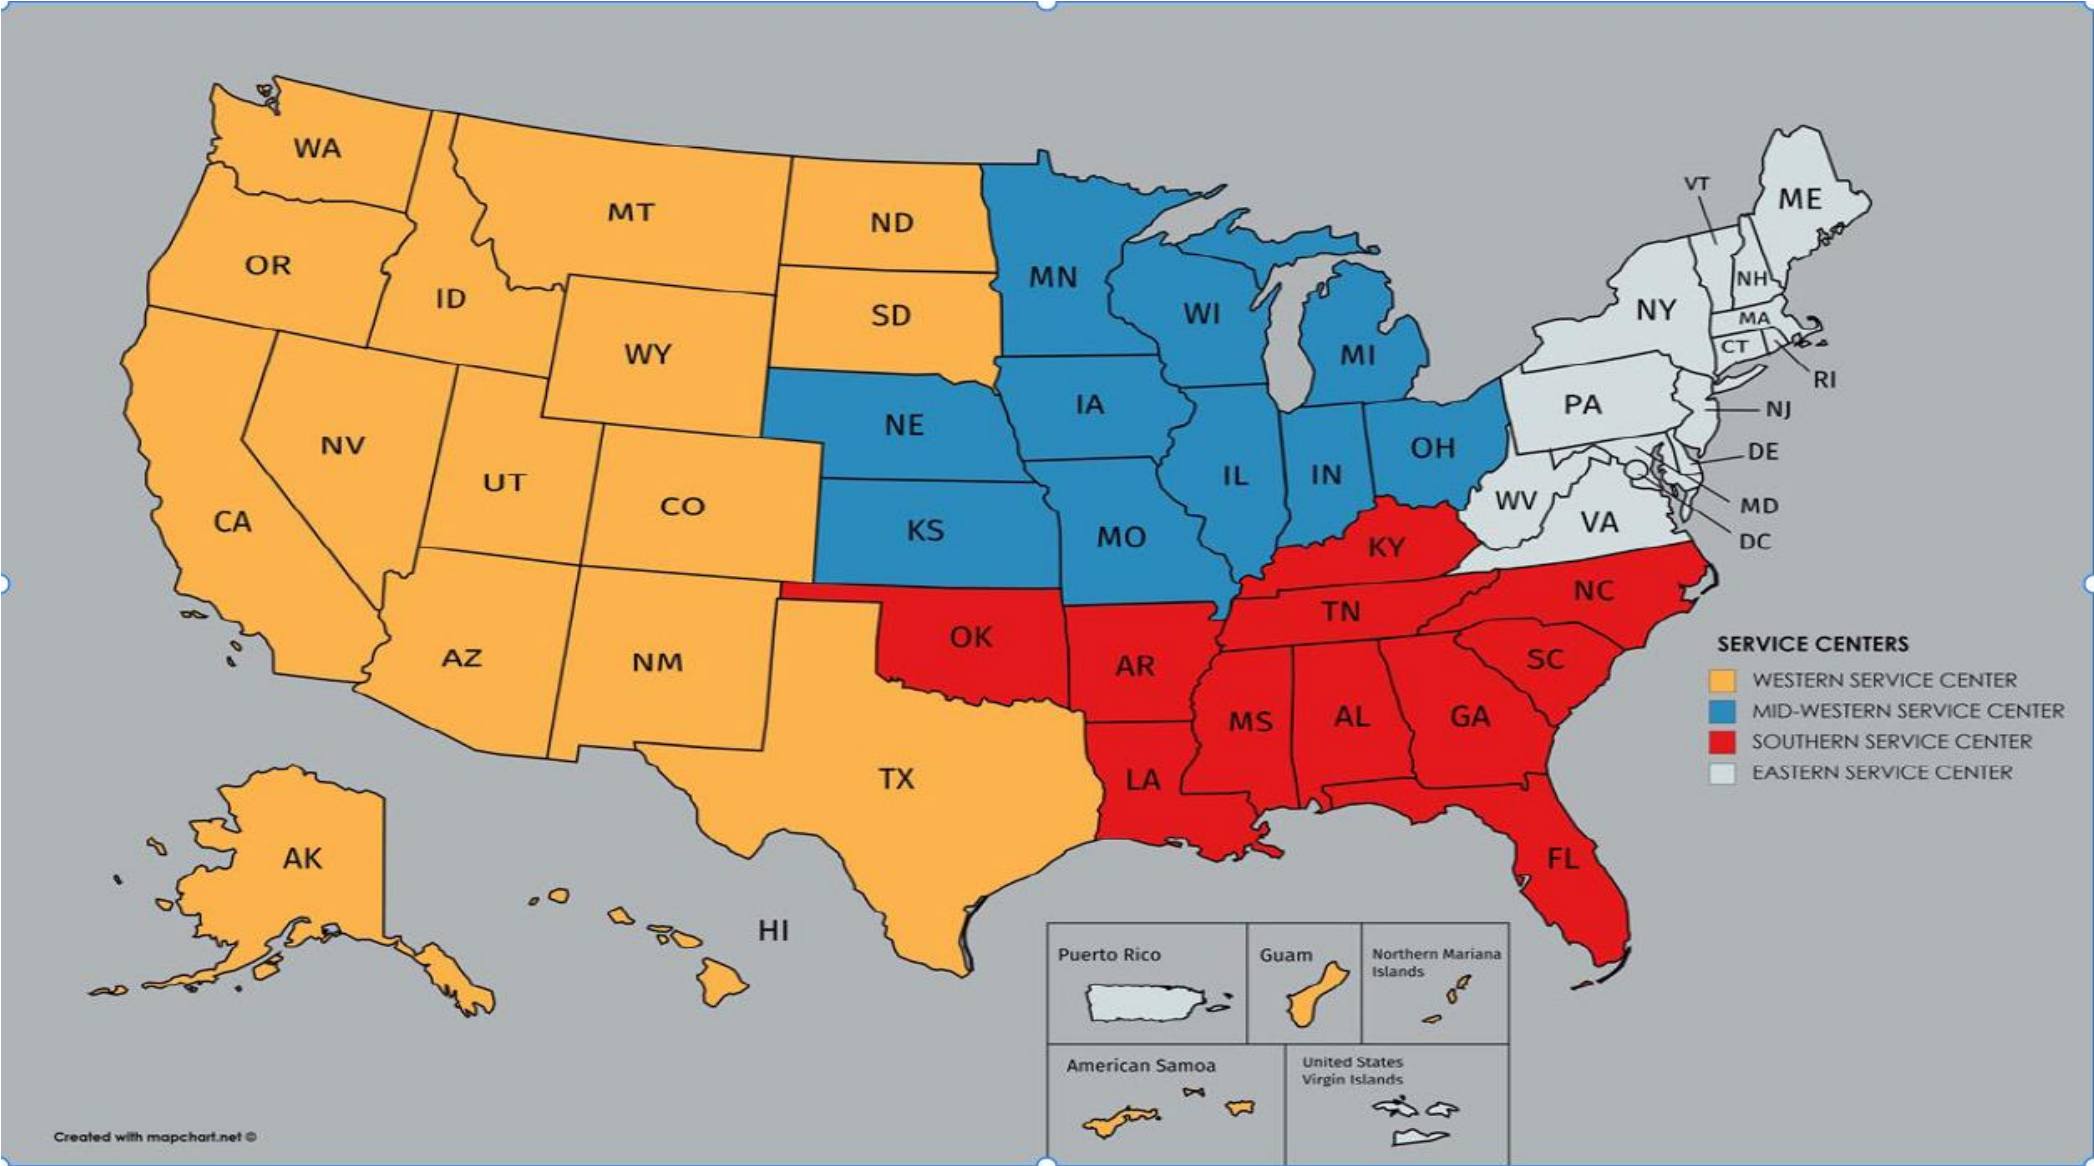 WA
MT
ND
MN
VT
ME
OR
ID
SD
WI
NH
NY
MA
WY
MI
CT
RI
NE
IA
PA
NJ
NV
UT
CO
IL
IN
OH
DE
CA
KS
MO
WV
VA
MD
DC
KY
NC
TN
OK
AR
AZ
NM
SC
MS
AL
GA
TX
LA
FL
AK
HI
SERVICE CENTERS
WESTERN SERVICE CENTER
MID-WESTERN SERVICE CENTER
SOUTHERN SERVICE CENTER
EASTERN SERVICE CENTER
Puerto Rico
Guam
Northern Mariana
Islands
American Samoa
United States
Virgin Islands
Created with mapchart.net ©